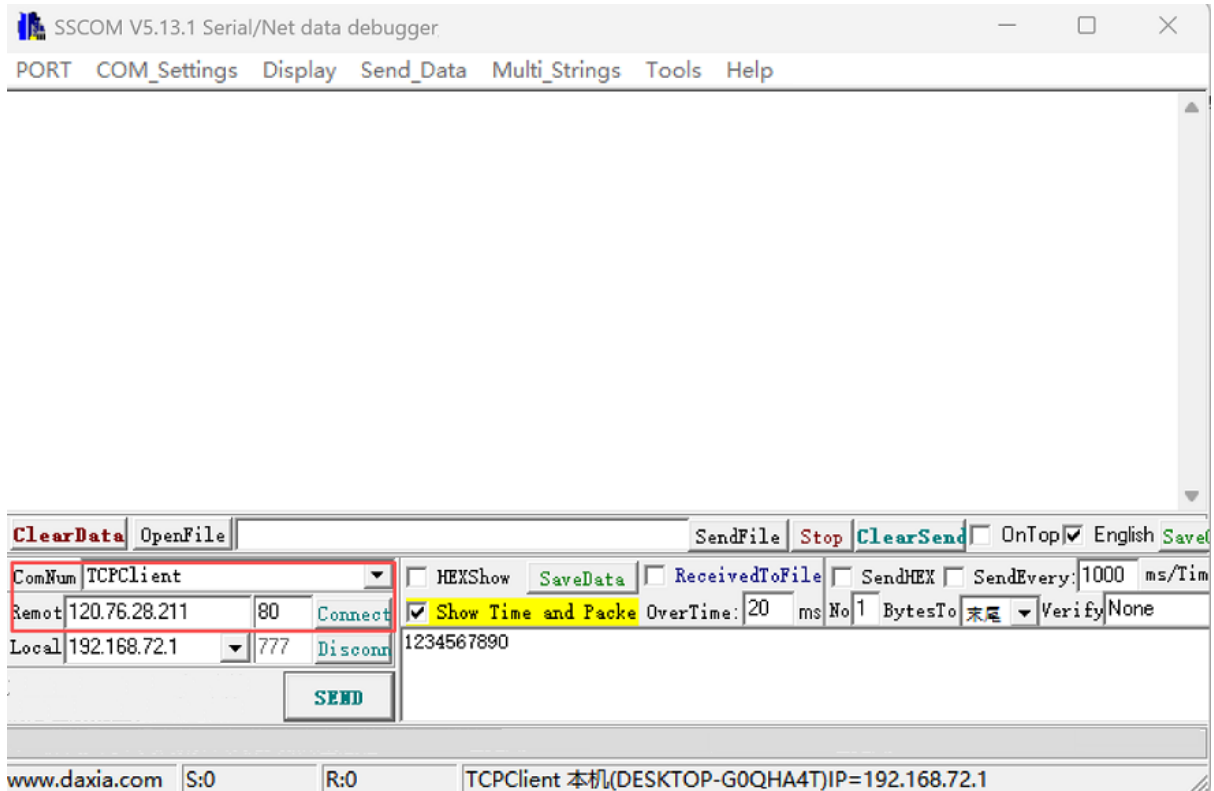 SSCOM V5.13.1 Serial/Net data debugger
PORT COM_Settings Display Send_Data Multi_Strings Tools Help
ClearData OpenFile SendFile Stop ClearSend OnTop English Save
ComNum TCPClient HEXShow SaveData ReceivedToFile SendHEX SendEvery: 1000 ms/Tim
Remot 120.76.28.211 80 Connect Show Time and Packe OverTime: 20 ms No 1 BytesTo 末尾 Verify None
Local 192.168.72.1 777 Disconn 1234567890
SEND
www.daxia.com S:0 R:0 TCPClient 本机(DESKTOP-G0QHA4T)IP=192.168.72.1